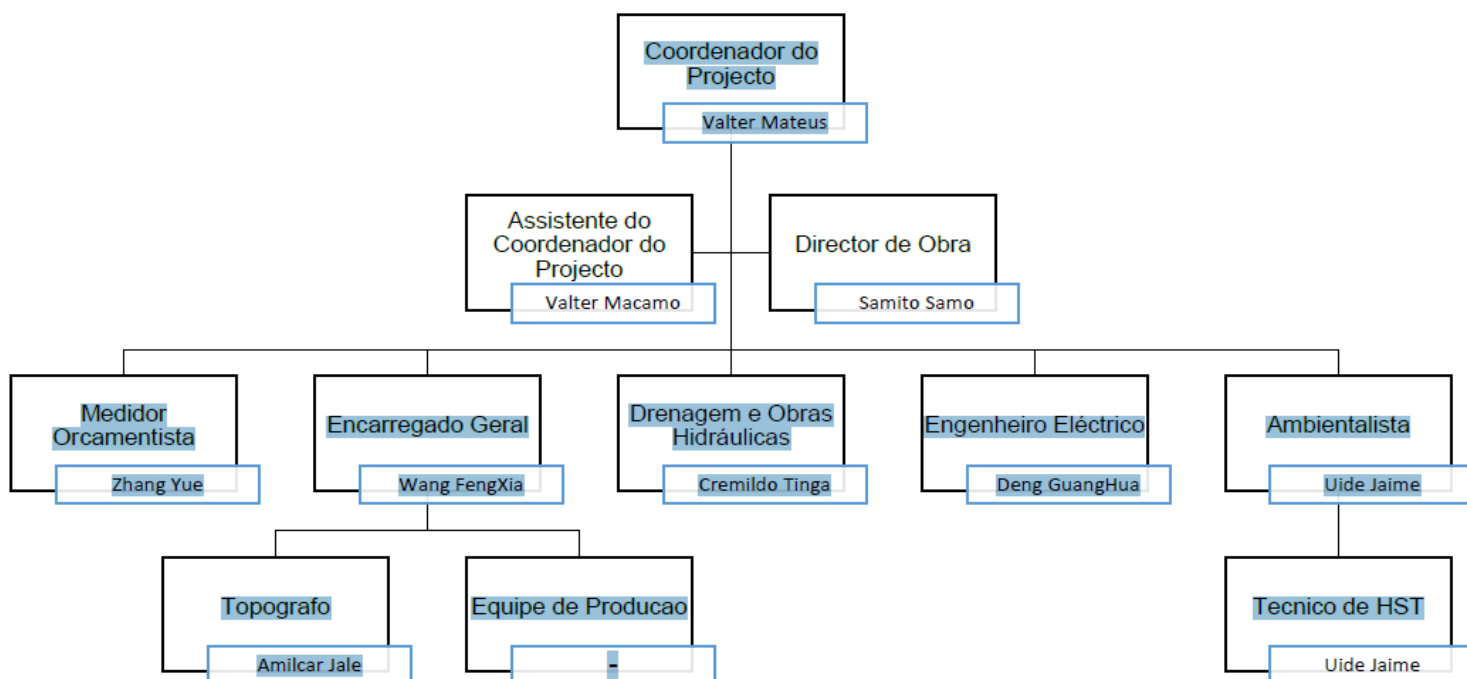 Coordenador do
Projecto
Valter Mateus
Assistente do
Coordenador do
Projecto
Valter Macamo
Director de Obra
Samito Samo
Medidor
Orcamentista
Zhang Yue
Encarregado Geral
Wang FengXia
Drenagem e Obras
Hidráulicas
Cremildo Tinga
Engenheiro Eléctrico
Deng GuangHua
Ambientalista
Uide Jaime
Topografo
Amilcar Jale
Equipe de Producao
-
Tecnico de HST
Uide Jaime